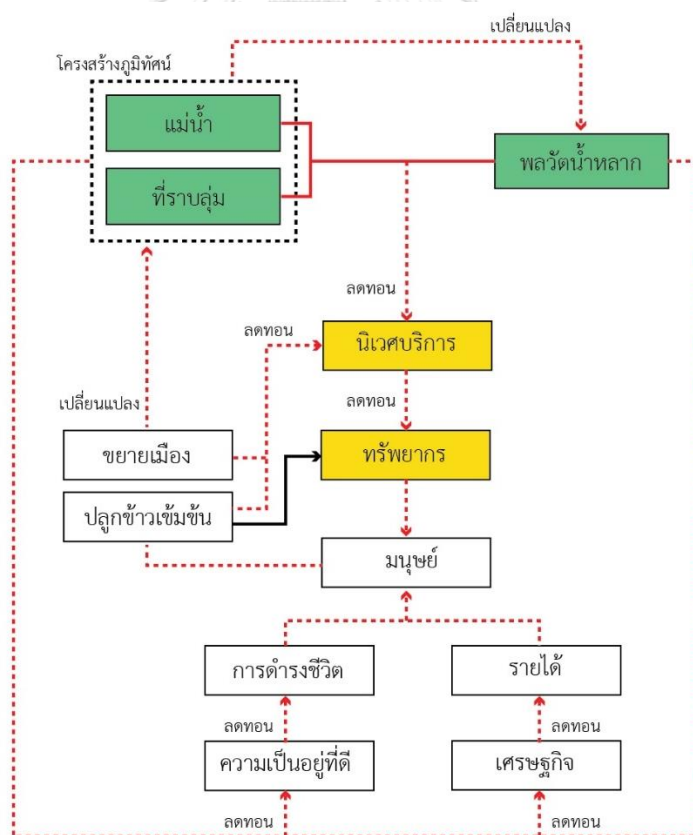 เปลี่ยนแปลง
โครงสร้างภูมิทัศน์
แม่น้ำ
พลวัตน้ำหลาก
ที่ราบลุ่ม
ลดทอน
ลดทอน
นิเวศบริการ
ลดทอน
เปลี่ยนแปลง
ขยายเมือง
ทรัพยากร
ปลูกข้าวเข้มข้น
มนุษย์
การดำรงชีวิต
รายได้
ลดทอน
ลดทอน
ความเป็นอยู่ที่ดี
เศรษฐกิจ
ลดทอน
ลดทอน